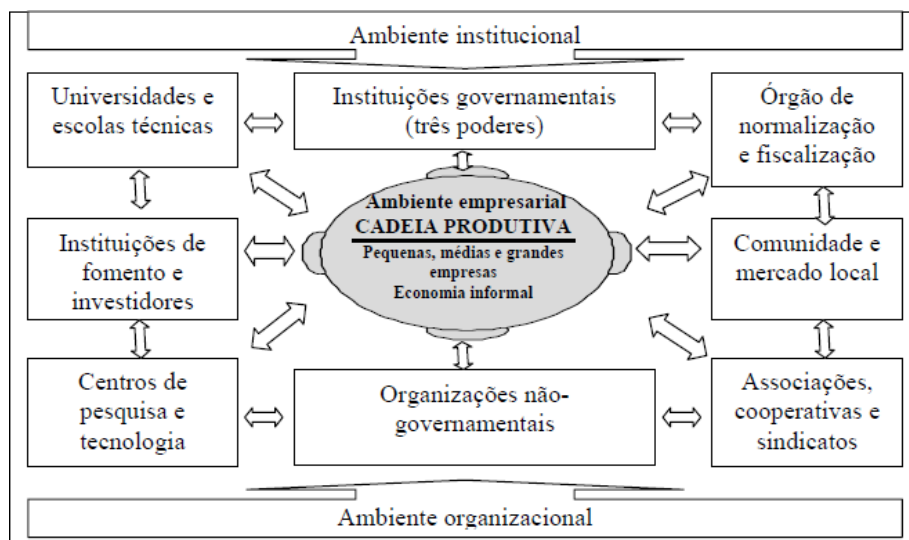 Ambiente institucional
Universidades e
escolas técnicas
Instituições governamentais
(três poderes)
Órgão de
normalização
e fiscalização
Ambiente empresarial
CADEIA PRODUTIVA
Pequenas, médias e grandes
empresas
Economia informal
Instituições de
fomento e
investidores
Comunidade e
mercado local
Centros de
pesquisa e
tecnologia
Organizações não-
governamentais
Associações,
cooperativas e
sindicatos
Ambiente organizacional